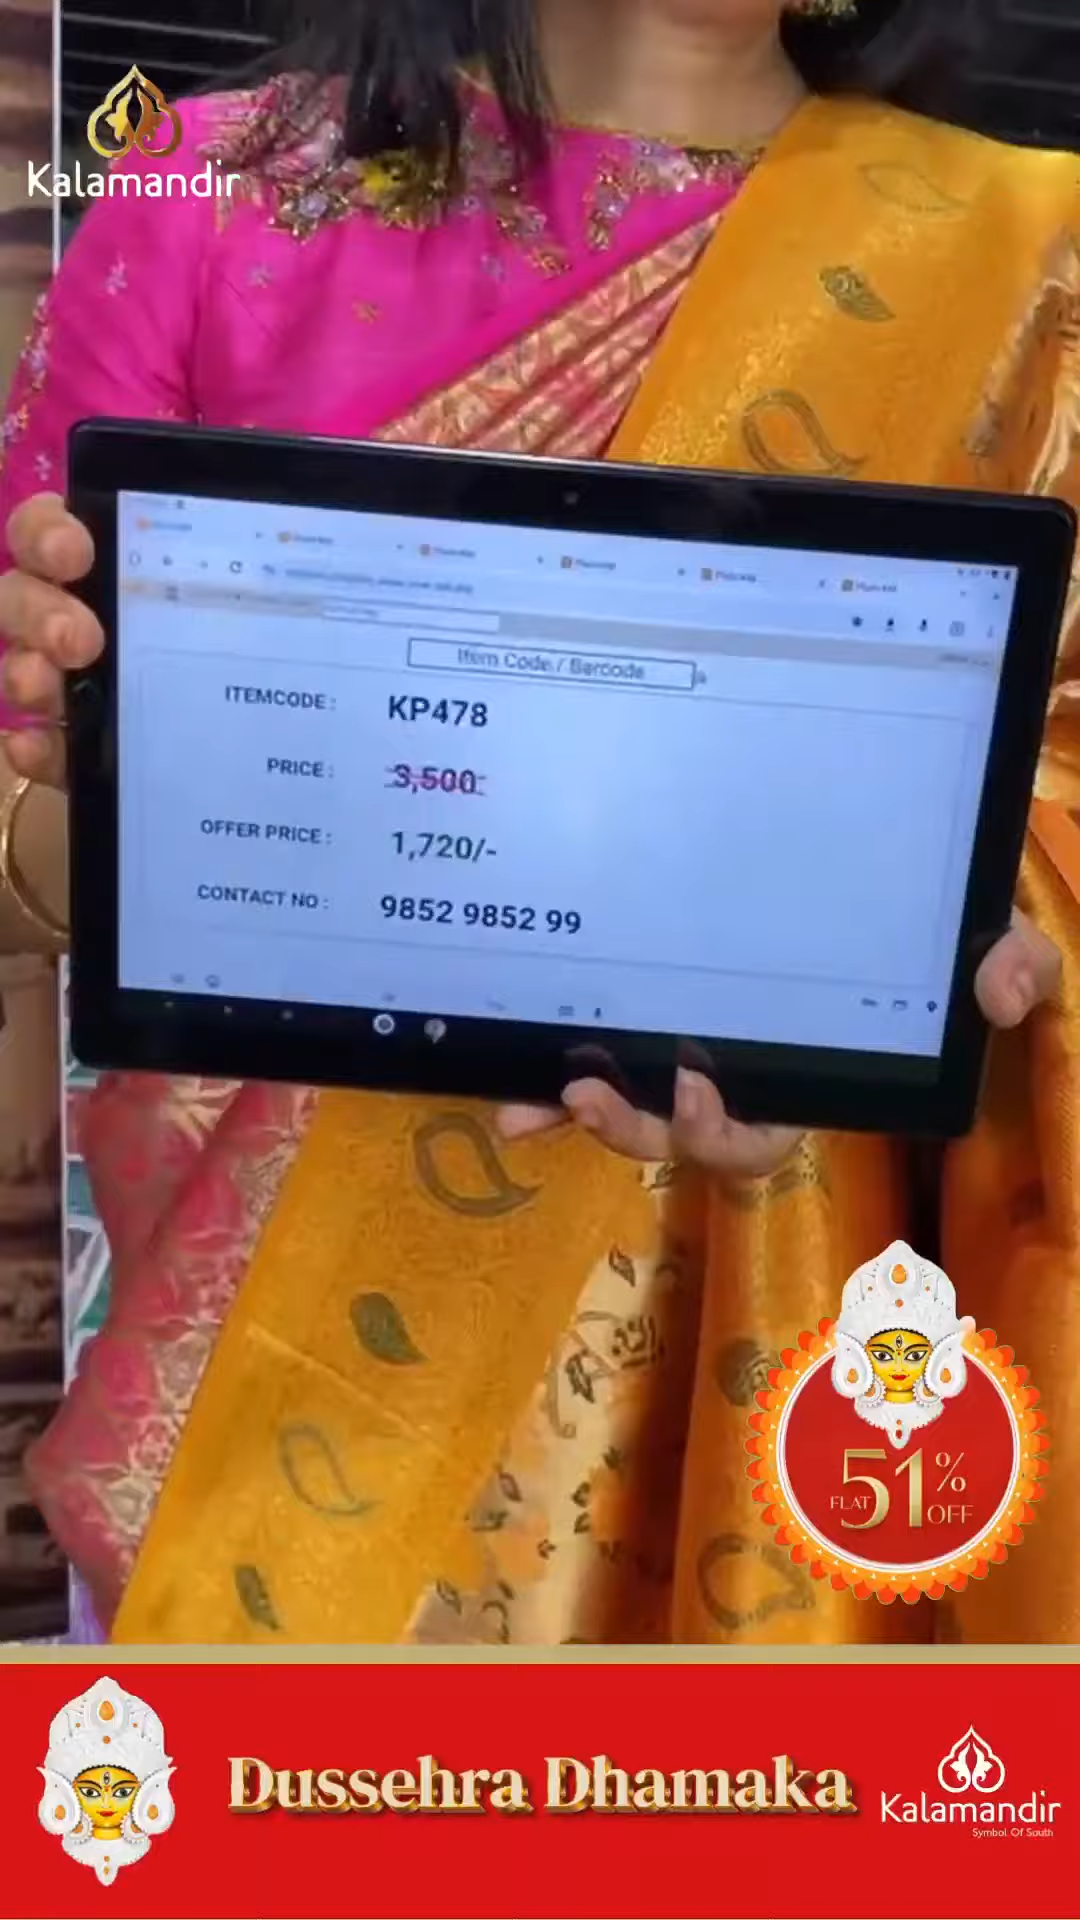 Kalamandir
Item Code / Barcode
ITEMCODE : KP478
PRICE : 3,500
OFFER PRICE : 1,720/-
CONTACT NO : 9852 9852 99
FLAT 51% OFF
Dussehra Dhamaka
Kalamandir
Symbol Of South